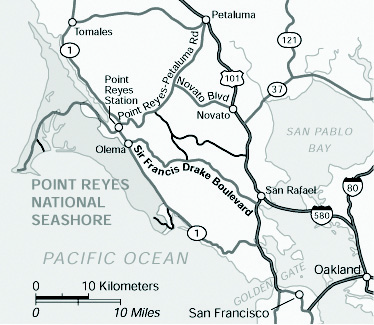 Petaluma
Tomales
1
121
Point Reyes-Petaluma Rd
101
Point
Reyes
Station
Novato Blvd
37
Novato
Olema
SAN PABLO
BAY
Sir Francis Drake Boulevard
POINT REYES
NATIONAL
SEASHORE
San Rafael
80
580
1
PACIFIC OCEAN
GOLDEN GATE
Oakland
0 10 Kilometers
0 10 Miles
San Francisco